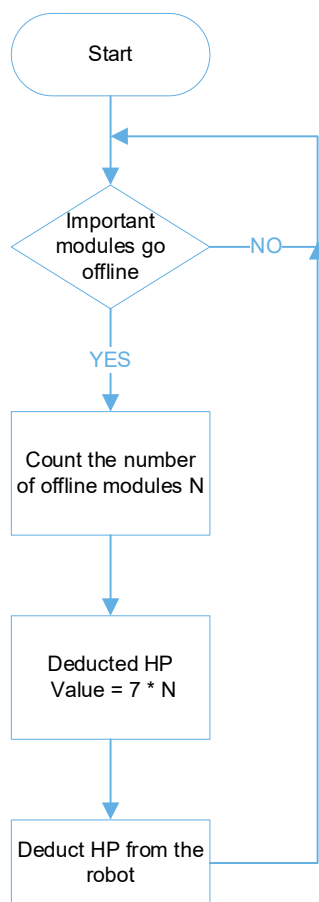 Start
Important
modules go
offline
NO
YES
Count the number
of offline modules N
Deducted HP
Value = 7 * N
Deduct HP from the
robot